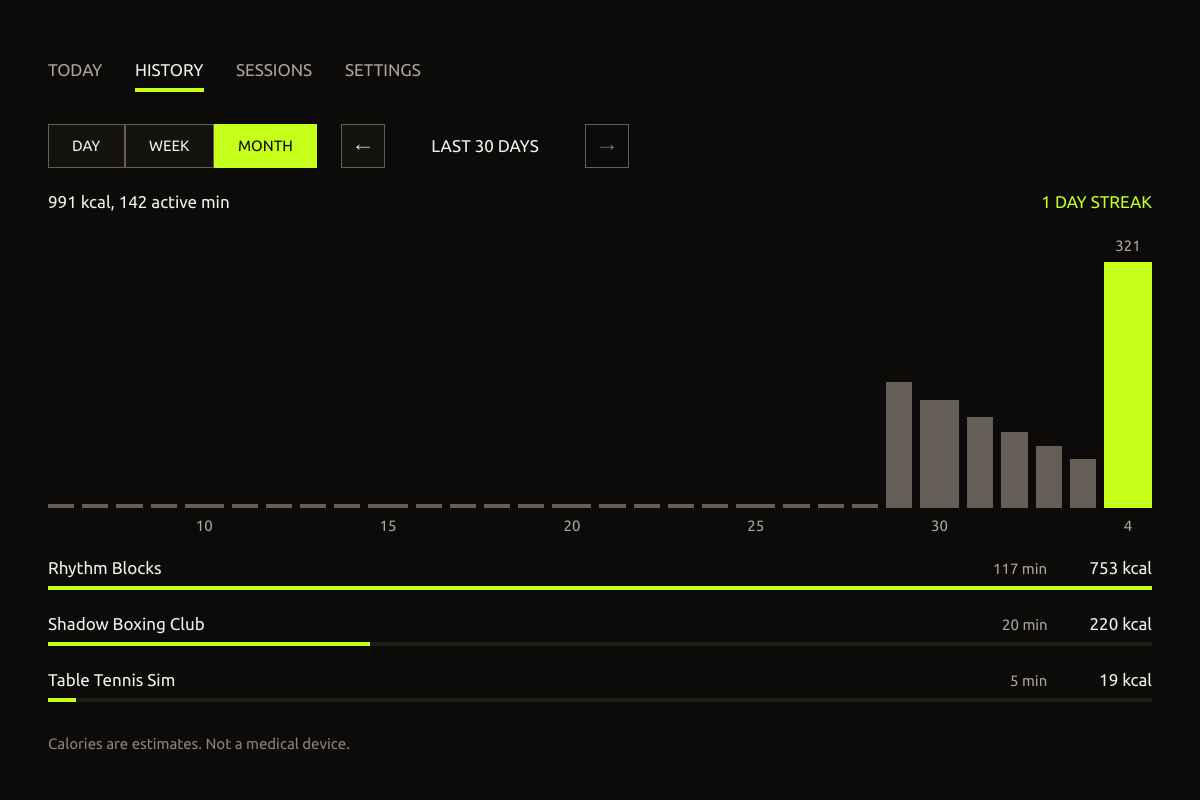 TODAY HISTORY SESSIONS SETTINGS
DAY WEEK MONTH ← LAST 30 DAYS →
991 kcal, 142 active min 1 DAY STREAK
321
10 15 20 25 30 4
Rhythm Blocks 117 min 753 kcal
Shadow Boxing Club 20 min 220 kcal
Table Tennis Sim 5 min 19 kcal
Calories are estimates. Not a medical device.